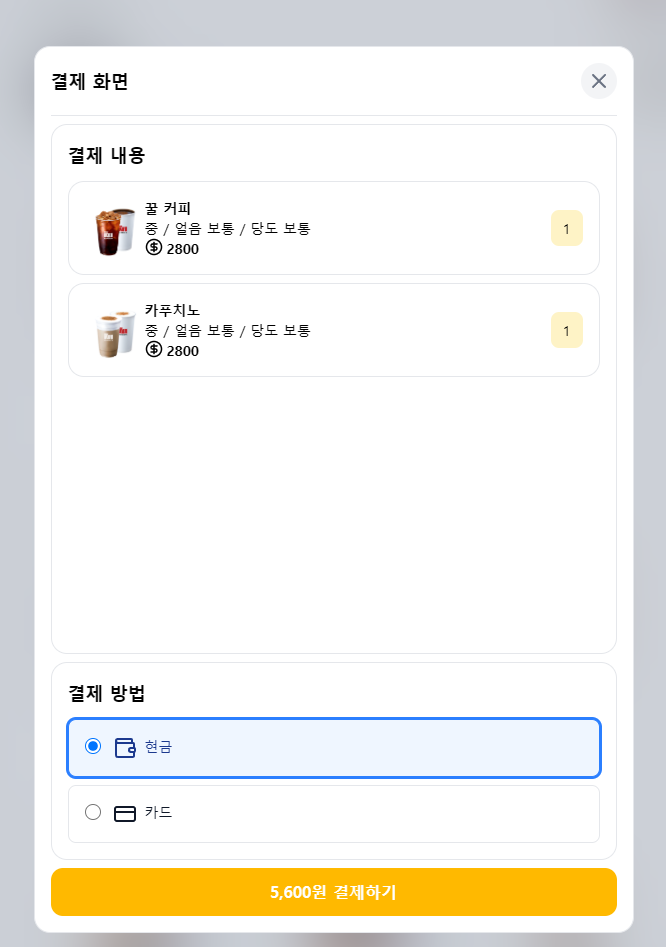 결제 화면
결제 내용
꿀 커피
중 / 얼음 보통 / 당도 보통
2800
1
카푸치노
중 / 얼음 보통 / 당도 보통
2800
1
결제 방법
현금
카드
5,600원 결제하기